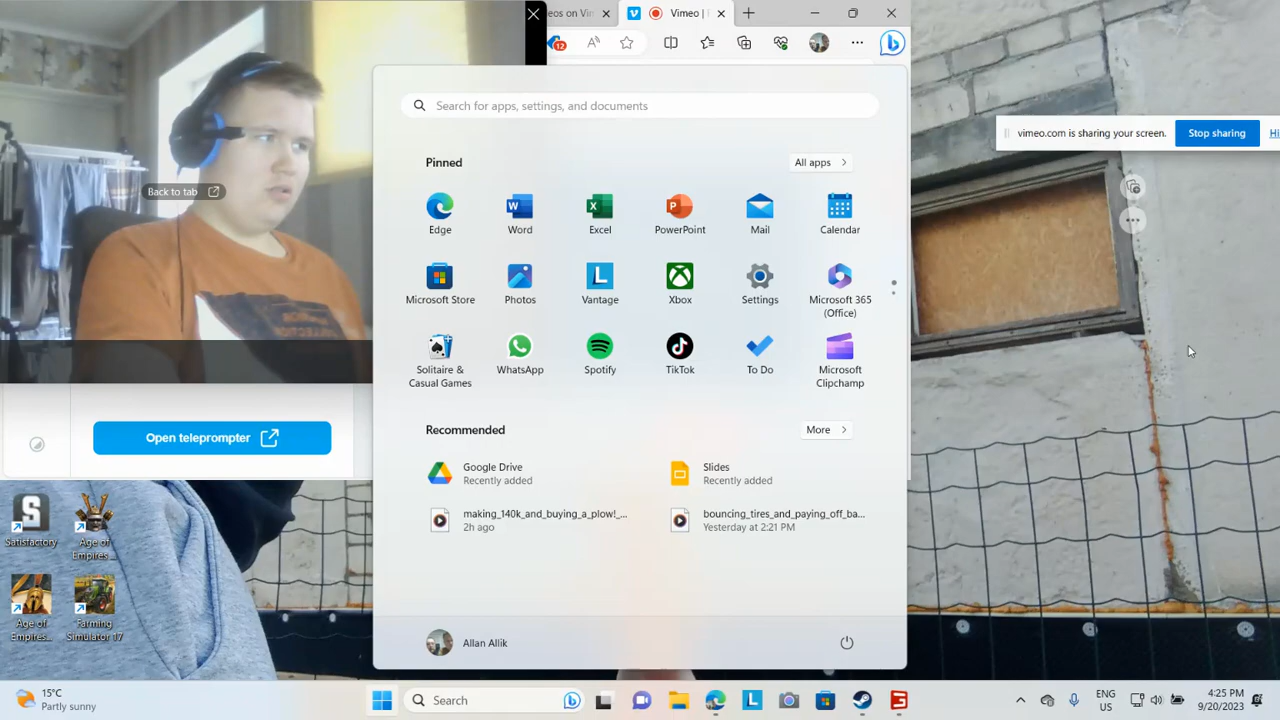 eos on Vim
Vimeo |
12
Search for apps, settings, and documents
vimeo.com is sharing your screen.
Stop sharing
Hi
Pinned
All apps
Back to tab
Edge
Word
Excel
PowerPoint
Mail
Calendar
Microsoft Store
Photos
Vantage
Xbox
Settings
Microsoft 365
(Office)
Solitaire &
Casual Games
WhatsApp
Spotify
TikTok
To Do
Microsoft
Clipchamp
Open teleprompter
Recommended
More
Google Drive
Recently added
Slides
Recently added
making_140k_and_buying_a_plow!_...
2h ago
bouncing_tires_and_paying_off_ba...
Yesterday at 2:21 PM
Satisfactory
Age of
Empires...
Age of
Empires...
Farming
Simulator 17
Allan Allik
15°C
Partly sunny
Search
ENG
US
4:25 PM
9/20/2023